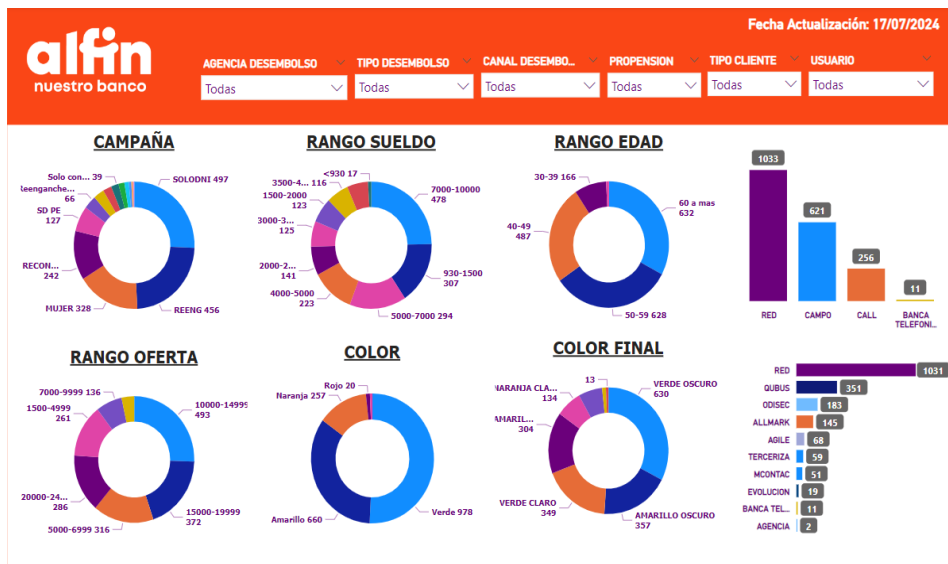 Fecha Actualización: 17/07/2024
alfin
nuestro banco
AGENCIA DESEMBOLSO
TIPO DESEMBOLSO
CANAL DESEMBO...
PROPENSION
TIPO CLIENTE
USUARIO
Todas
Todas
Todas
Todas
Todas
Todas
CAMPAÑA
Solo con... 39
leenganche...
66
SD PE
127
RECON...
242
MUJER 328
REENG 456
SOLODNI 497
RANGO SUELDO
<930 17
3500-4... 116
1500-2000
123
3000-3...
125
2000-2...
141
4000-5000
223
5000-7000 294
930-1500
307
7000-10000
478
RANGO EDAD
30-39 166
40-49
487
50-59 628
60 a mas
632
1033
621
256
11
RED
CAMPO
CALL
BANCA
TELEFONI...
RANGO OFERTA
7000-9999 136
1500-4999
261
20000-24...
286
5000-6999 316
15000-19999
372
10000-14999
493
COLOR
Rojo 20
Naranja 257
Amarillo 660
Verde 978
COLOR FINAL
13
NARANJA CLA...
134
AMARIL...
304
VERDE CLARO
349
AMARILLO OSCURO
357
VERDE OSCURO
630
RED 1031
QUBUS 351
ODISEC 183
ALLMARK 145
AGILE 68
TERCERIZA 59
MCONTAC 51
EVOLUCION 19
BANCA TEL... 11
AGENCIA 2